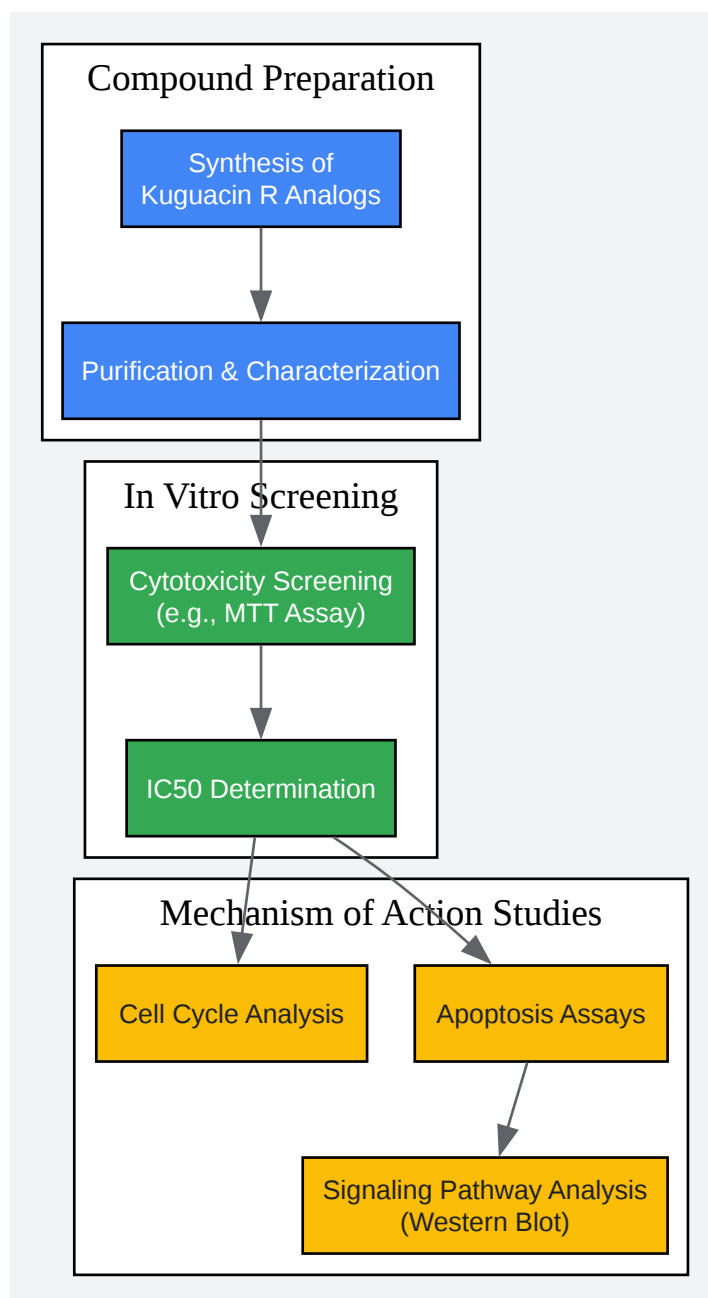 Compound Preparation
Synthesis of
Kuguacin R Analogs
Purification & Characterization
In Vitro Screening
Cytotoxicity Screening
(e.g., MTT Assay)
IC50 Determination
Mechanism of Action Studies
Cell Cycle Analysis
Apoptosis Assays
Signaling Pathway Analysis
(Western Blot)